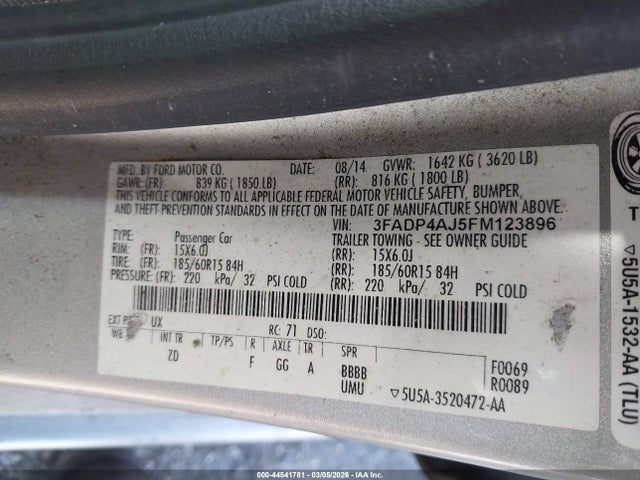 MFD. BY FORD MOTOR CO. DATE: 08/14 GVWR: 1642 KG ( 3620 LB)
GAWR: (FR) 839 KG ( 1850 LB) (RR): 816 KG ( 1800 LB)
THIS VEHICLE CONFORMS TO ALL APPLICABLE FEDERAL MOTOR VEHICLE SAFETY, BUMPER,
AND THEFT PREVENTION STANDARDS IN EFFECT ON THE DATE OF MANUFACTURE SHOWN ABOVE.
VIN: 3FADP4AJ5FM123896
TYPE: Passenger Car TRAILER TOWING - SEE OWNER GUIDE
RIM: (FR): 15X6.0J (RR): 15X6.0J
TIRE: (FR): 185/60R15 84H (RR): 185/60R15 84H
PRESSURE: (FR): 220 kPa/ 32 PSI COLD (RR): 220 kPa/ 32 PSI COLD
EXT UX RC: 71 DSO:
WB INT TR TP/PS R AXLE TR SPR
ZD F GG A BBBB F0069
UMU R0089
▽5U5A-3520472-AA
T
▽5U5A-1532-AA (TLU)
000-44541781 - 03/05/2026 - IAA Inc.